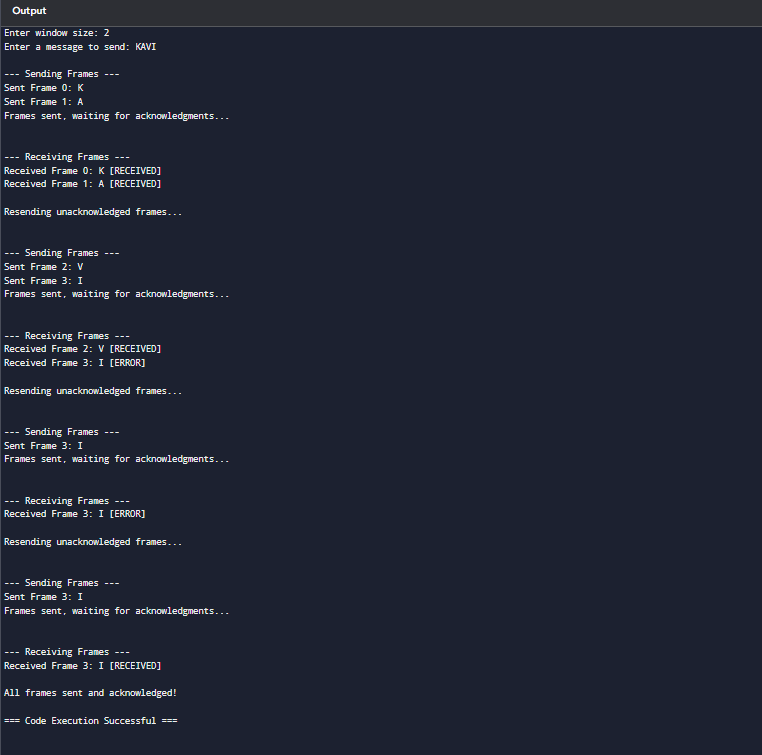 Output
Enter window size: 2
Enter a message to send: KAVI
--- Sending Frames ---
Sent Frame 0: K
Sent Frame 1: A
Frames sent, waiting for acknowledgments...
--- Receiving Frames ---
Received Frame 0: K [RECEIVED]
Received Frame 1: A [RECEIVED]
Resending unacknowledged frames...
--- Sending Frames ---
Sent Frame 2: V
Sent Frame 3: I
Frames sent, waiting for acknowledgments...
--- Receiving Frames ---
Received Frame 2: V [RECEIVED]
Received Frame 3: I [ERROR]
Resending unacknowledged frames...
--- Sending Frames ---
Sent Frame 3: I
Frames sent, waiting for acknowledgments...
--- Receiving Frames ---
Received Frame 3: I [ERROR]
Resending unacknowledged frames...
--- Sending Frames ---
Sent Frame 3: I
Frames sent, waiting for acknowledgments...
--- Receiving Frames ---
Received Frame 3: I [RECEIVED]
All frames sent and acknowledged!
=== Code Execution Successful ===